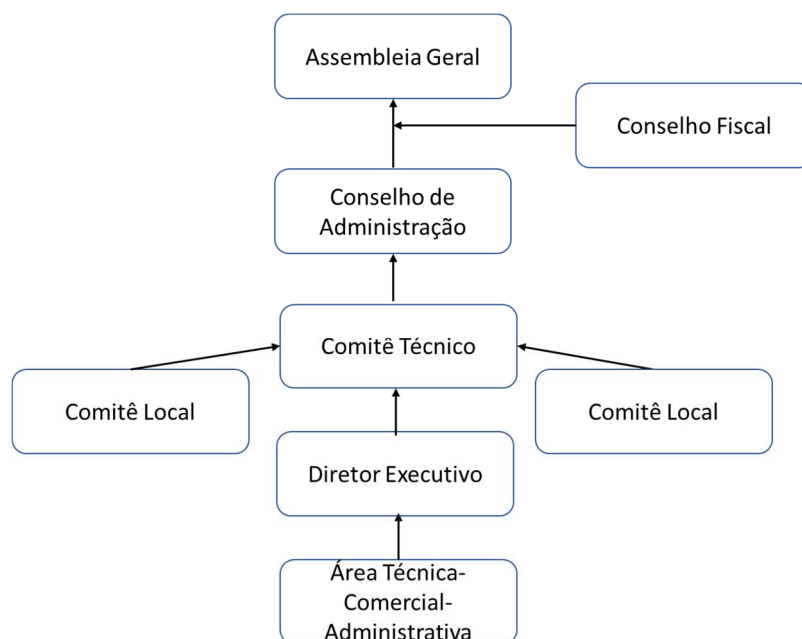 Assembleia Geral
Conselho Fiscal
Conselho de
Administração
Comitê Técnico
Comitê Local
Comitê Local
Diretor Executivo
Área Técnica-
Comercial-
Administrativa